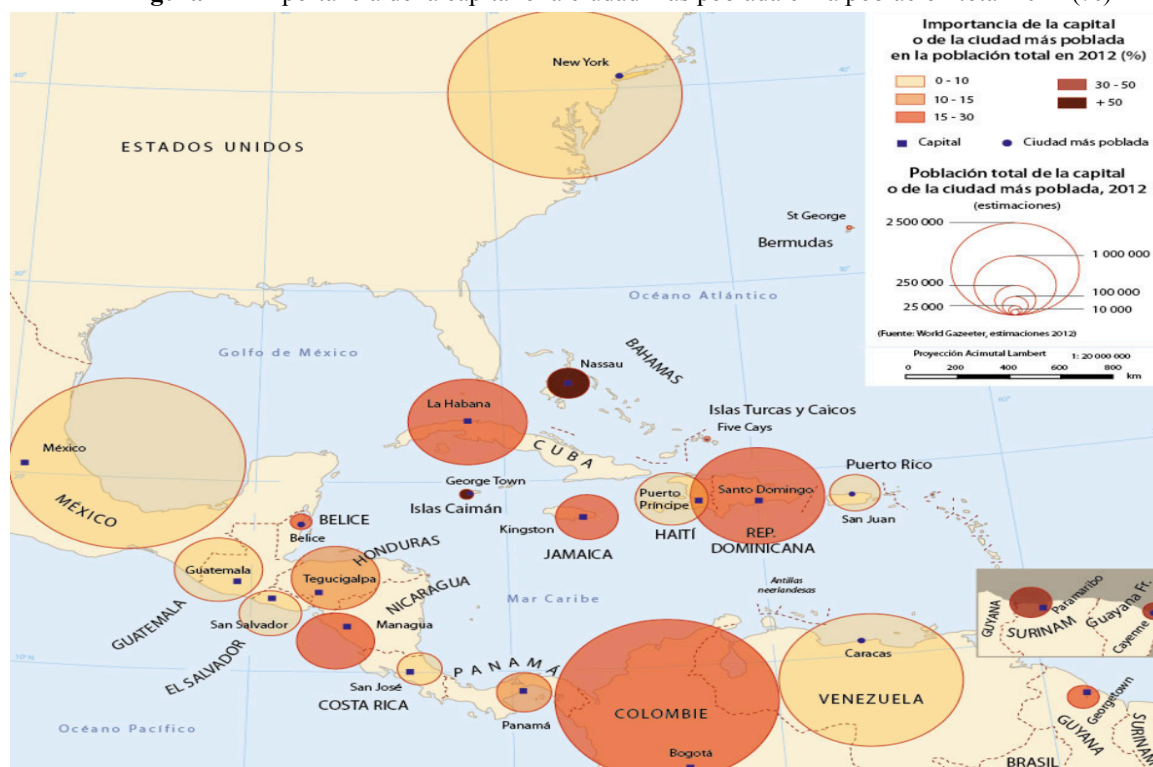 Importancia de la capital
o de la ciudad más poblada
en la población total en 2012 (%)
0 - 10
10 - 15
15 - 30
30 - 50
+ 50
Capital
Ciudad más poblada
Población total de la capital
o de la ciudad más poblada, 2012
(estimaciones)
2 500 000
1 000 000
250 000
100 000
25 000
10 000
(Fuente: World Gazeeter, estimaciones 2012)
Proyección Acimutal Lambert
1: 20 000 000
0 200 400 600 800 km
New York
ESTADOS UNIDOS
St George
Bermudas
Océano Atlántico
Golfo de México
Nassau
BAHAMAS
La Habana
CUBA
Islas Turcas y Caicos
Five Cays
México
MÉXICO
George Town
Islas Caimán
Puerto Rico
San Juan
Puerto
Príncipe
HAITÍ
Santo Domingo
REP.
DOMINICANA
Kingston
JAMAICA
BELICE
Belice
HONDURAS
Guatemala
GUATEMALA
Tegucigalpa
NICARAGUA
San Salvador
EL SALVADOR
Managua
Mar Caribe
Antillas
neerlandesas
San José
COSTA RICA
PANAMÁ
Panamá
COLOMBIE
Bogotá
Caracas
VENEZUELA
Océano Pacífico
GUYANA
Paramaribo
SURINAM
Guayana Fr.
Cayenne
Georgetown
GUYANA
SURINAM
BRASIL
40°
30°
20°
10° N